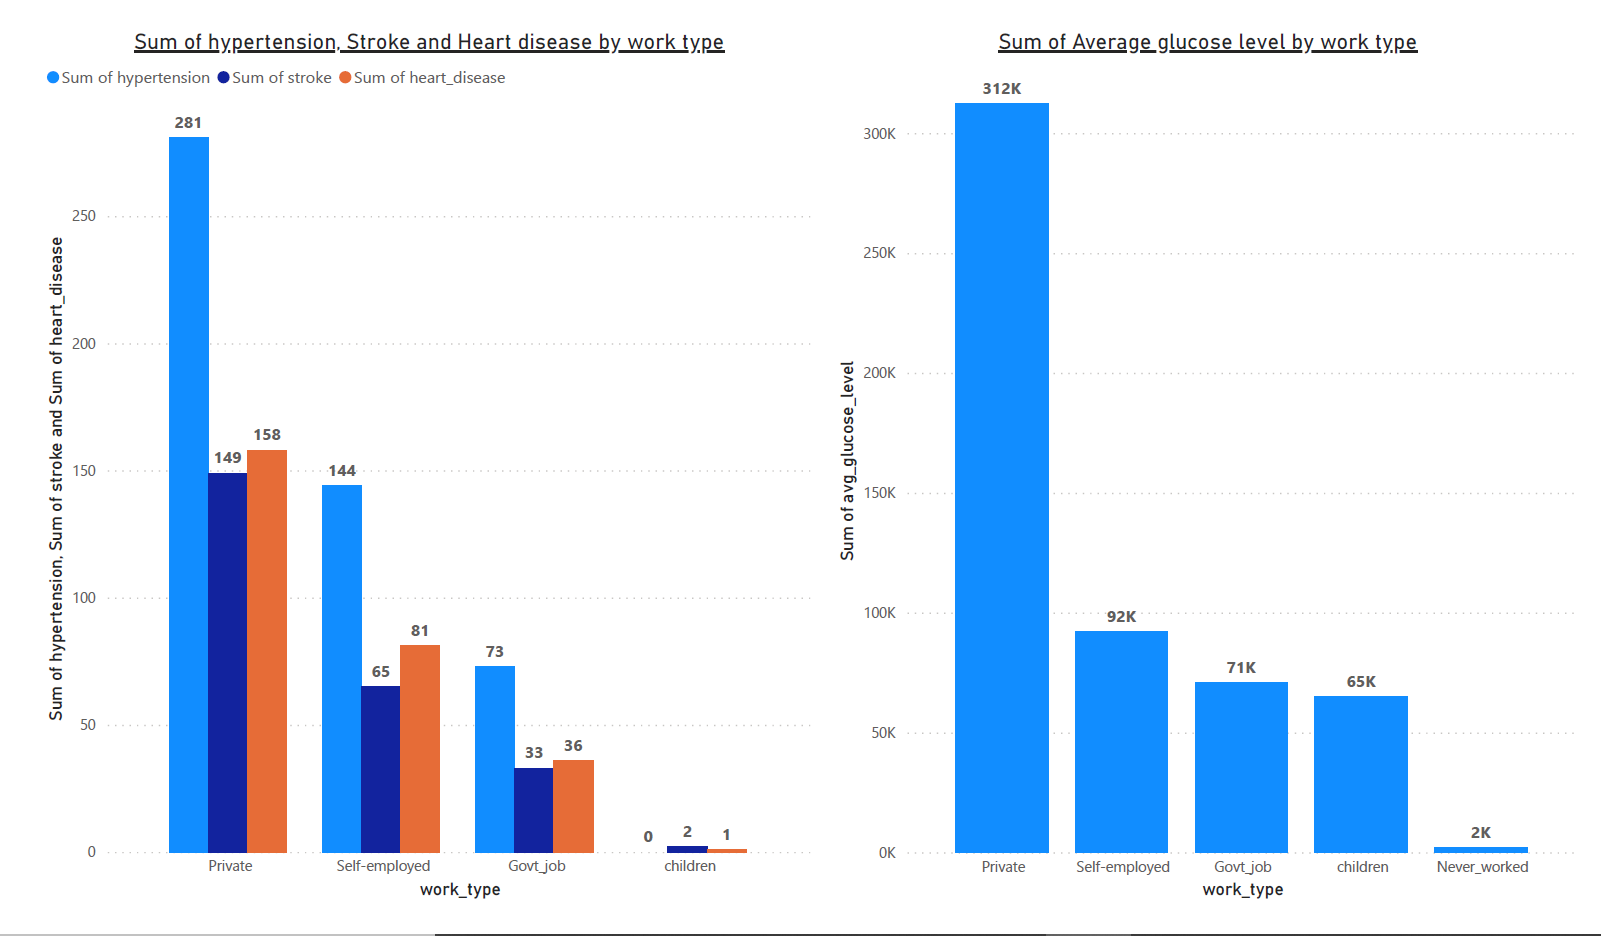 Sum of hypertension, Stroke and Heart disease by work type
Sum of hypertension Sum of stroke Sum of heart_disease
Sum of hypertension, Sum of stroke and Sum of heart_disease
250
200
150
100
50
0
281
149
158
144
65
81
73
33
36
0
2
1
Private
Self-employed
Govt_job
children
work_type
Sum of Average glucose level by work type
Sum of avg_glucose_level
300K
250K
200K
150K
100K
50K
0K
312K
92K
71K
65K
2K
Private
Self-employed
Govt_job
children
Never_worked
work_type